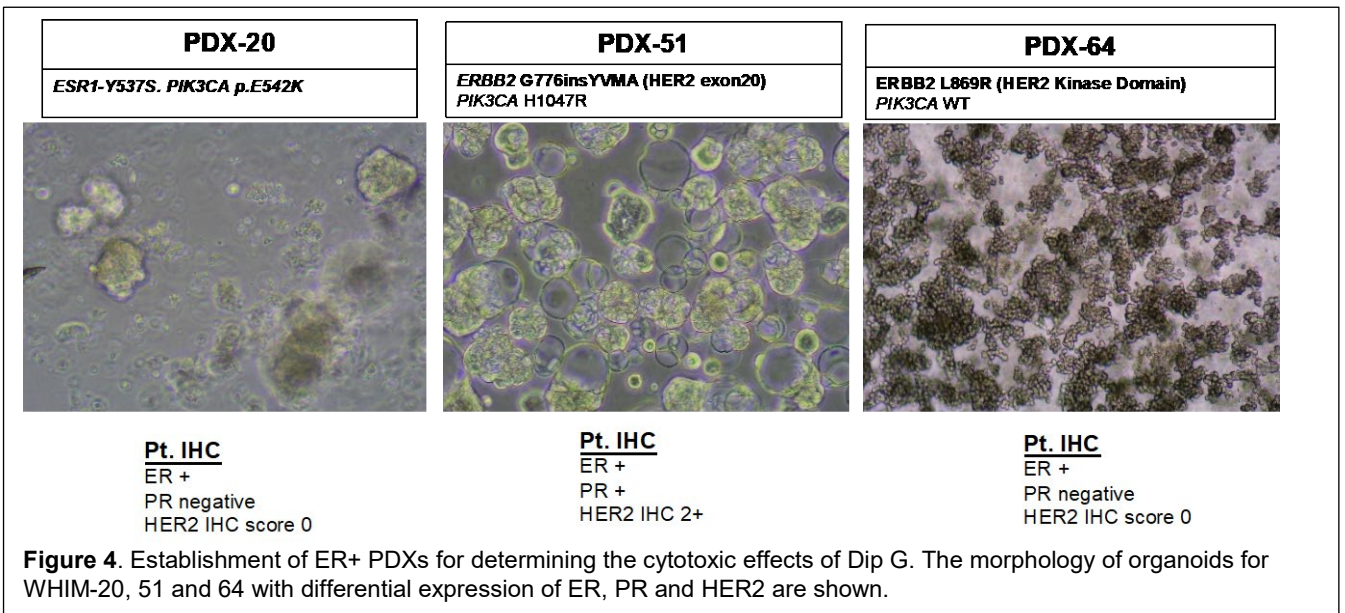 PDX-20
ESR1-Y537S. PIK3CA p.E542K
PDX-51
ERBB2 G776insYVMA (HER2 exon20)
PIK3CA H1047R
PDX-64
ERBB2 L869R (HER2 Kinase Domain)
PIK3CA WT
Pt. IHC
ER +
PR negative
HER2 IHC score 0
Pt. IHC
ER +
PR +
HER2 IHC 2+
Pt. IHC
ER +
PR negative
HER2 IHC score 0
Figure 4. Establishment of ER+ PDXs for determining the cytotoxic effects of Dip G. The morphology of organoids for
WHIM-20, 51 and 64 with differential expression of ER, PR and HER2 are shown.